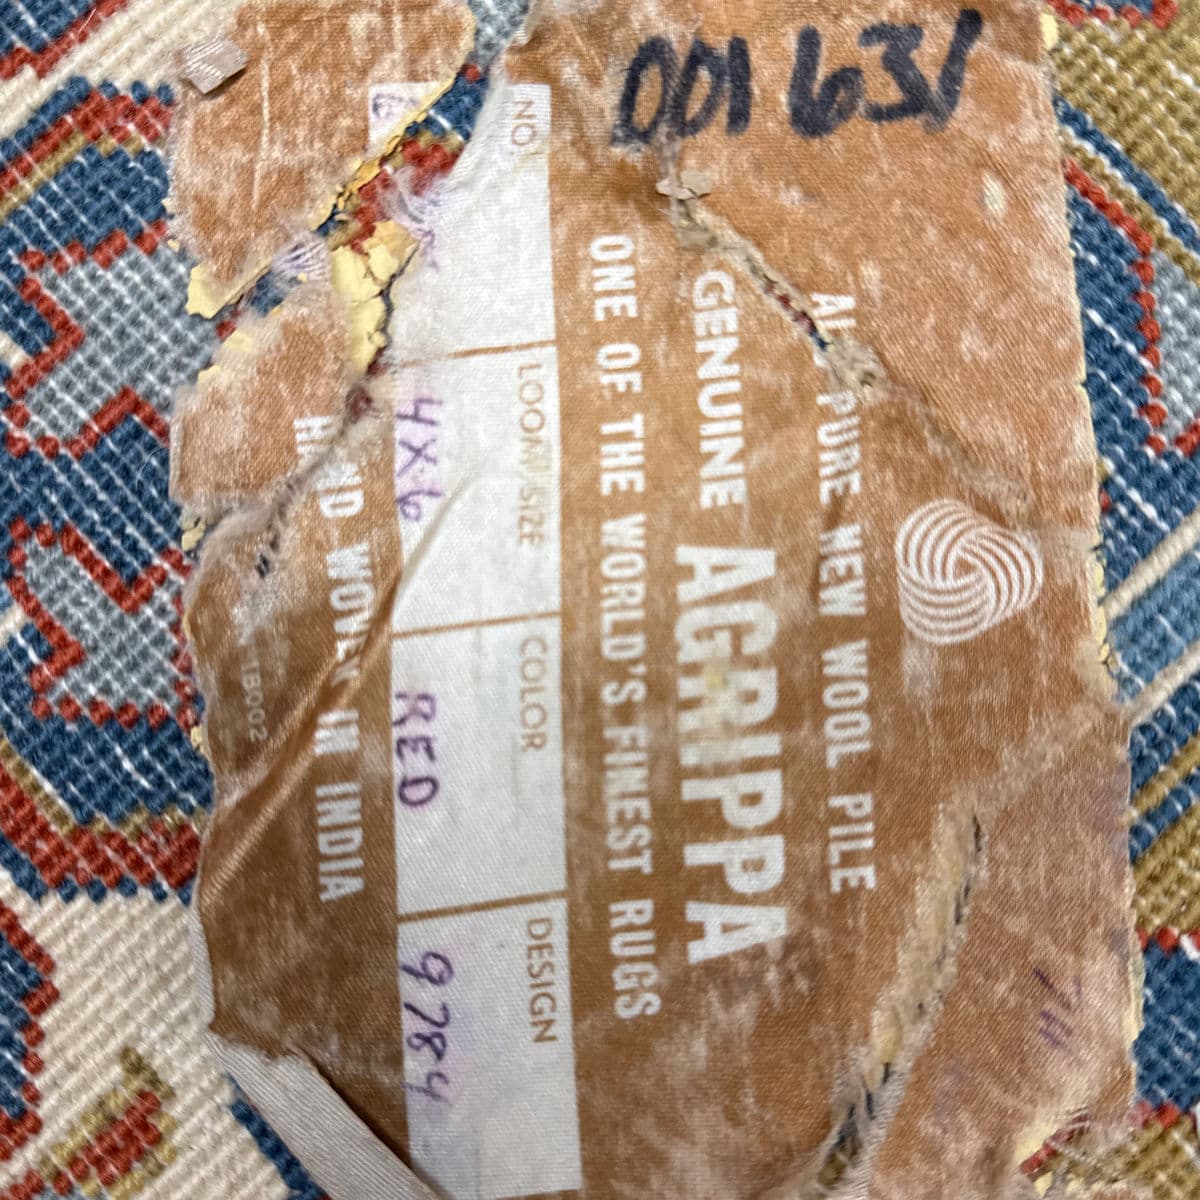 001631
ALL PURE NEW WOOL PILE
GENUINE AGRIPPA
ONE OF THE WORLD'S FINEST RUGS
NO. LOOM SIZE COLOR DESIGN
4X6 RED 9784
HAND WOVEN IN INDIA